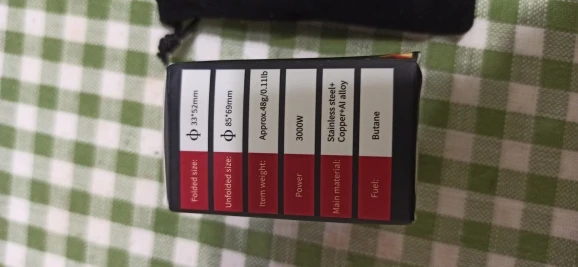 Folded size: ϕ 33*52mm
Unfolded size: ϕ 85*69mm
Item weight: Approx.48g/0.11lb
Power 3000W
Main material: Stainless steel+
Copper+Al alloy
Fuel: Butane